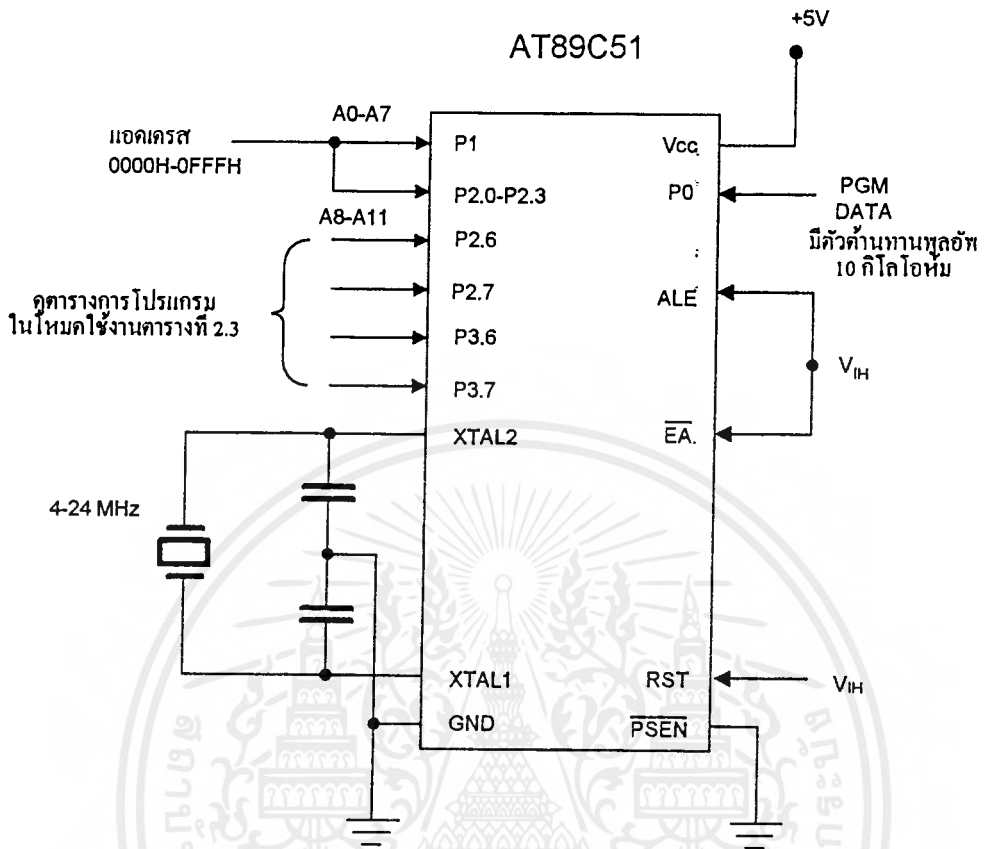 AT89C51
+5V
A0-A7
แอดเดรส
0000H-0FFFH
P1
Vcc
P2.0-P2.3
P0
PGM
DATA
มีตัวต้านทานพูลอัพ
10 กิโลโอห์ม
A8-A11
P2.6
ดูตารางการโปรแกรม
ในโหมดใช้งานตารางที่ 2.3
P2.7
ALE
P3.6
VIH
P3.7
XTAL2
EA
4-24 MHz
XTAL1
RST
VIH
GND
PSEN